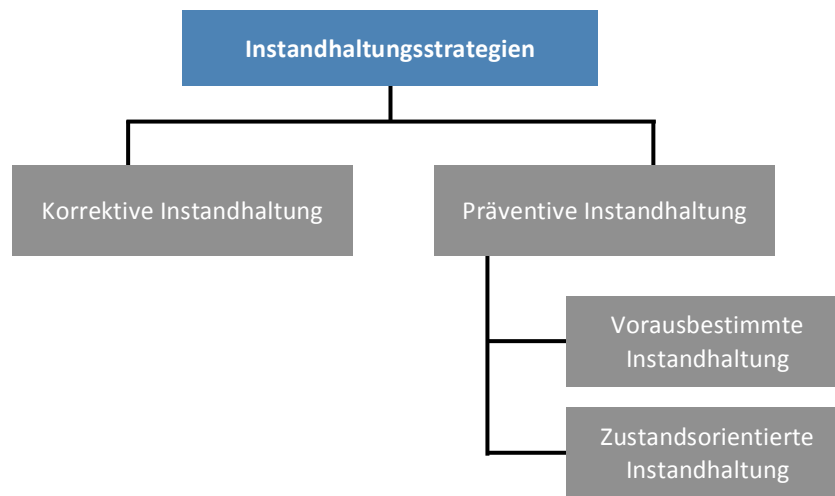 Instandhaltungsstrategien
Korrektive Instandhaltung
Präventive Instandhaltung
Vorausbestimmte
Instandhaltung
Zustandsorientierte
Instandhaltung